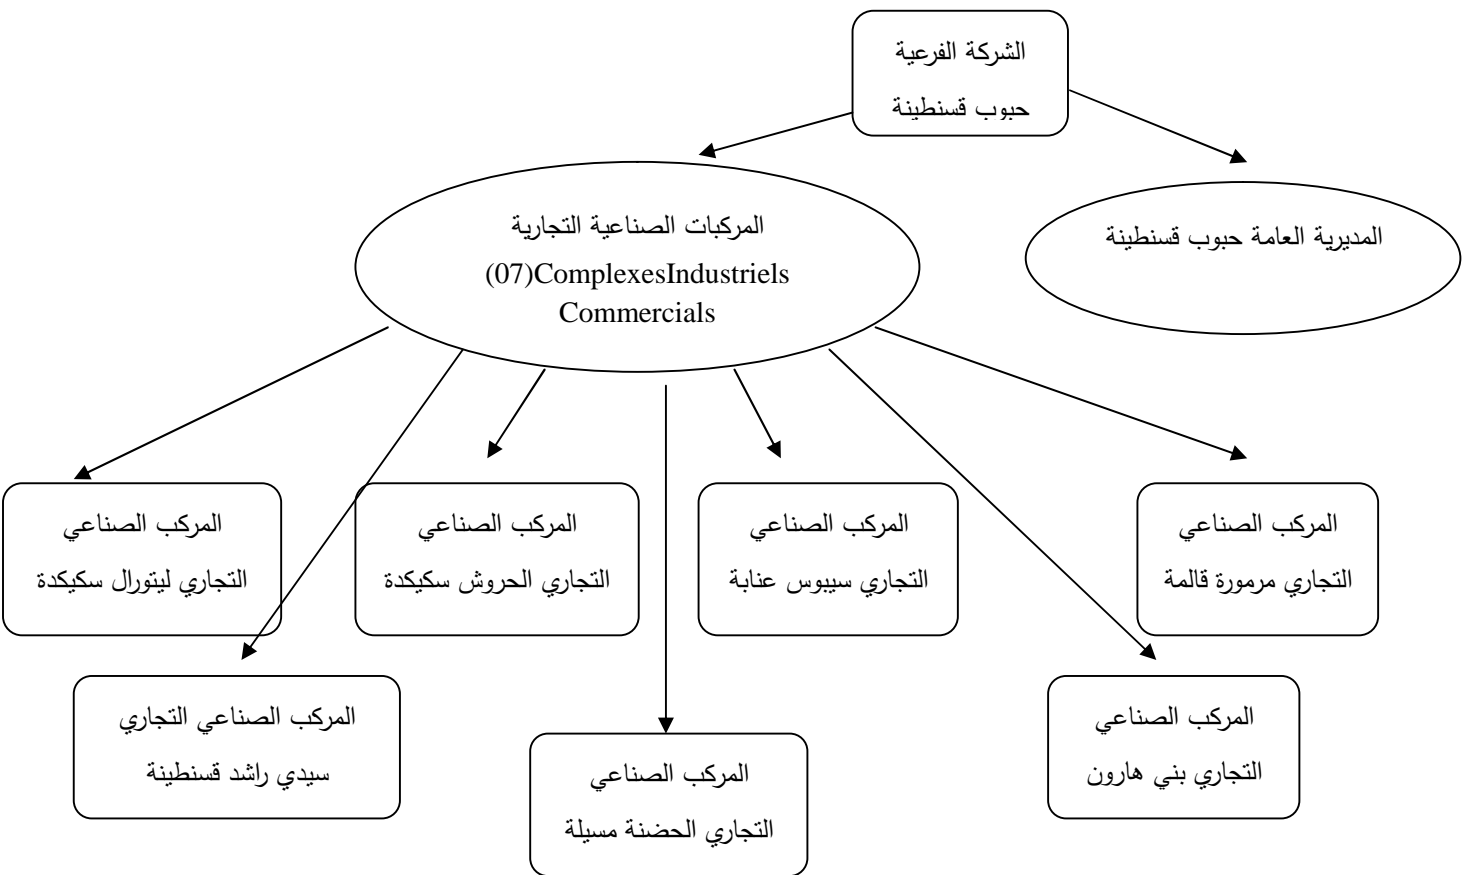 الشركة الفرعية
حبوب قسنطينة
المديرية العامة حبوب قسنطينة
المركبات الصناعية التجارية
(07)ComplexesIndustriels
Commercials
المركب الصناعي
التجاري مرمورة قالمة
المركب الصناعي
التجاري سيبوس عنابة
المركب الصناعي
التجاري الحروش سكيكدة
المركب الصناعي
التجاري ليتورال سكيكدة
المركب الصناعي
التجاري بني هارون
المركب الصناعي
التجاري الحضنة مسيلة
المركب الصناعي التجاري
سيدي راشد قسنطينة